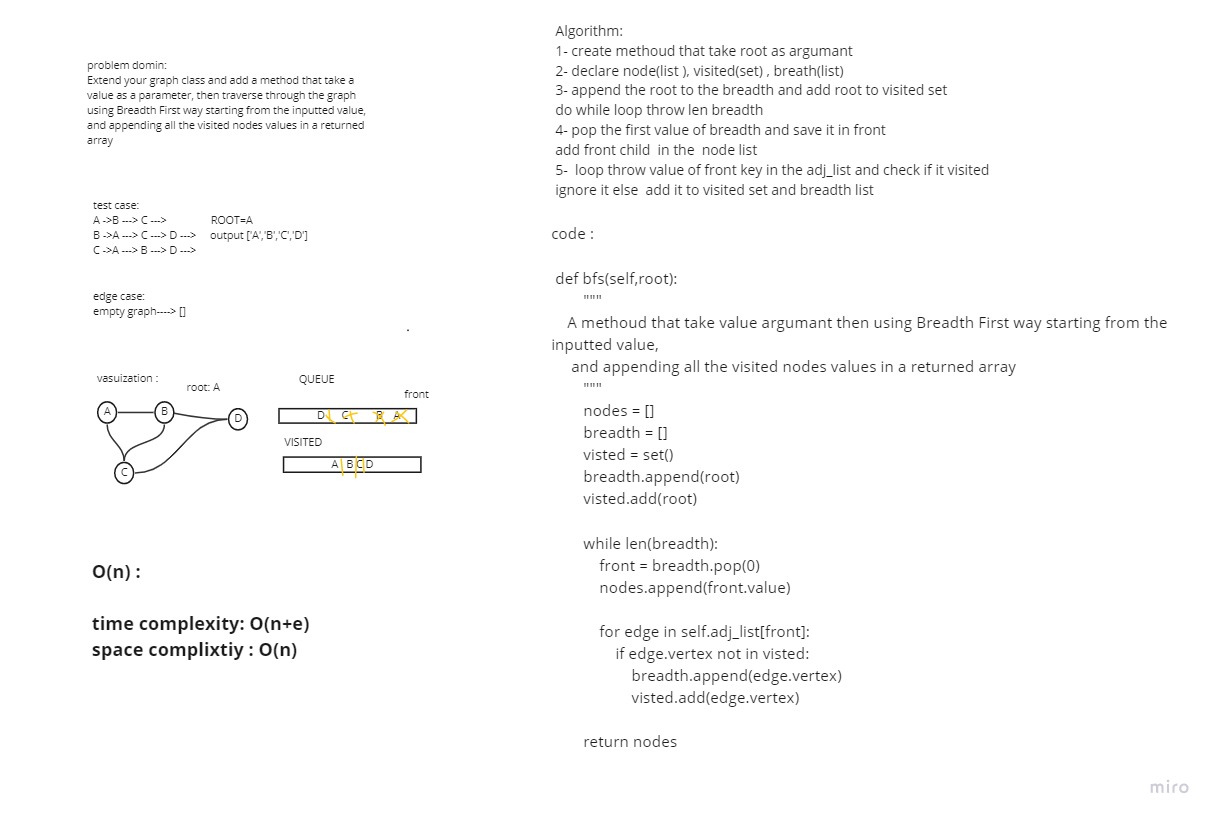 problem domin:
Extend your graph class and add a method that take a
value as a parameter, then traverse through the graph
using Breadth First way starting from the inputted value,
and appending all the visited nodes values in a returned
array
test case:
A ->B ---> C --->
B ->A ---> C ---> D --->
C ->A ---> B ---> D --->
ROOT=A
output ['A','B','C','D']
edge case:
empty graph----> []
vasuization :
root: A
A
B
D
C
QUEUE
front
D C B A
VISITED
A B C D
O(n) :
time complexity: O(n+e)
space complixtiy : O(n)
Algorithm:
1- create methoud that take root as argumant
2- declare node(list ), visited(set) , breath(list)
3- append the root to the breadth and add root to visited set
do while loop throw len breadth
4- pop the first value of breadth and save it in front
add front child  in the  node list
5-  loop throw value of front key in the adj_list and check if it visited
ignore it else  add it to visited set and breadth list
code :
def bfs(self,root):
"""
A methoud that take value argumant then using Breadth First way starting from the
inputted value,
and appending all the visited nodes values in a returned array
"""
nodes = []
breadth = []
visted = set()
breadth.append(root)
visted.add(root)
while len(breadth):
front = breadth.pop(0)
nodes.append(front.value)
for edge in self.adj_list[front]:
if edge.vertex not in visted:
breadth.append(edge.vertex)
visted.add(edge.vertex)
return nodes
miro